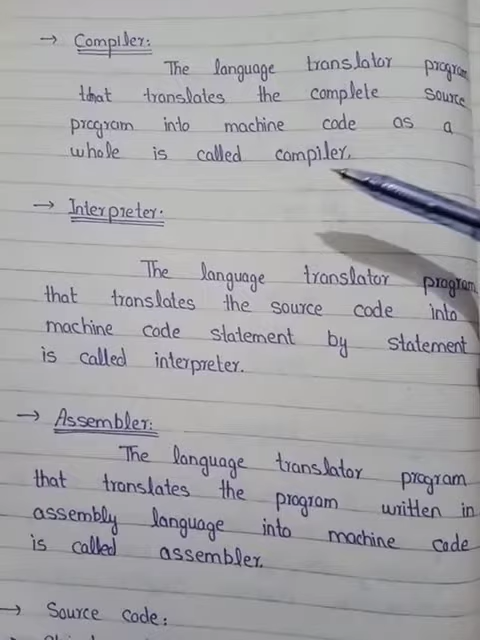 → Compiler:
The language translator program
that translates the complete source
program into machine code as a
whole is called compiler.
→ Interpreter.
The language translator program
that translates the source code into
machine code statement by statement
is called interpreter.
→ Assembler:
The language translator program
that translates the program written in
assembly language into machine code
is called assembler.
→ Source code: